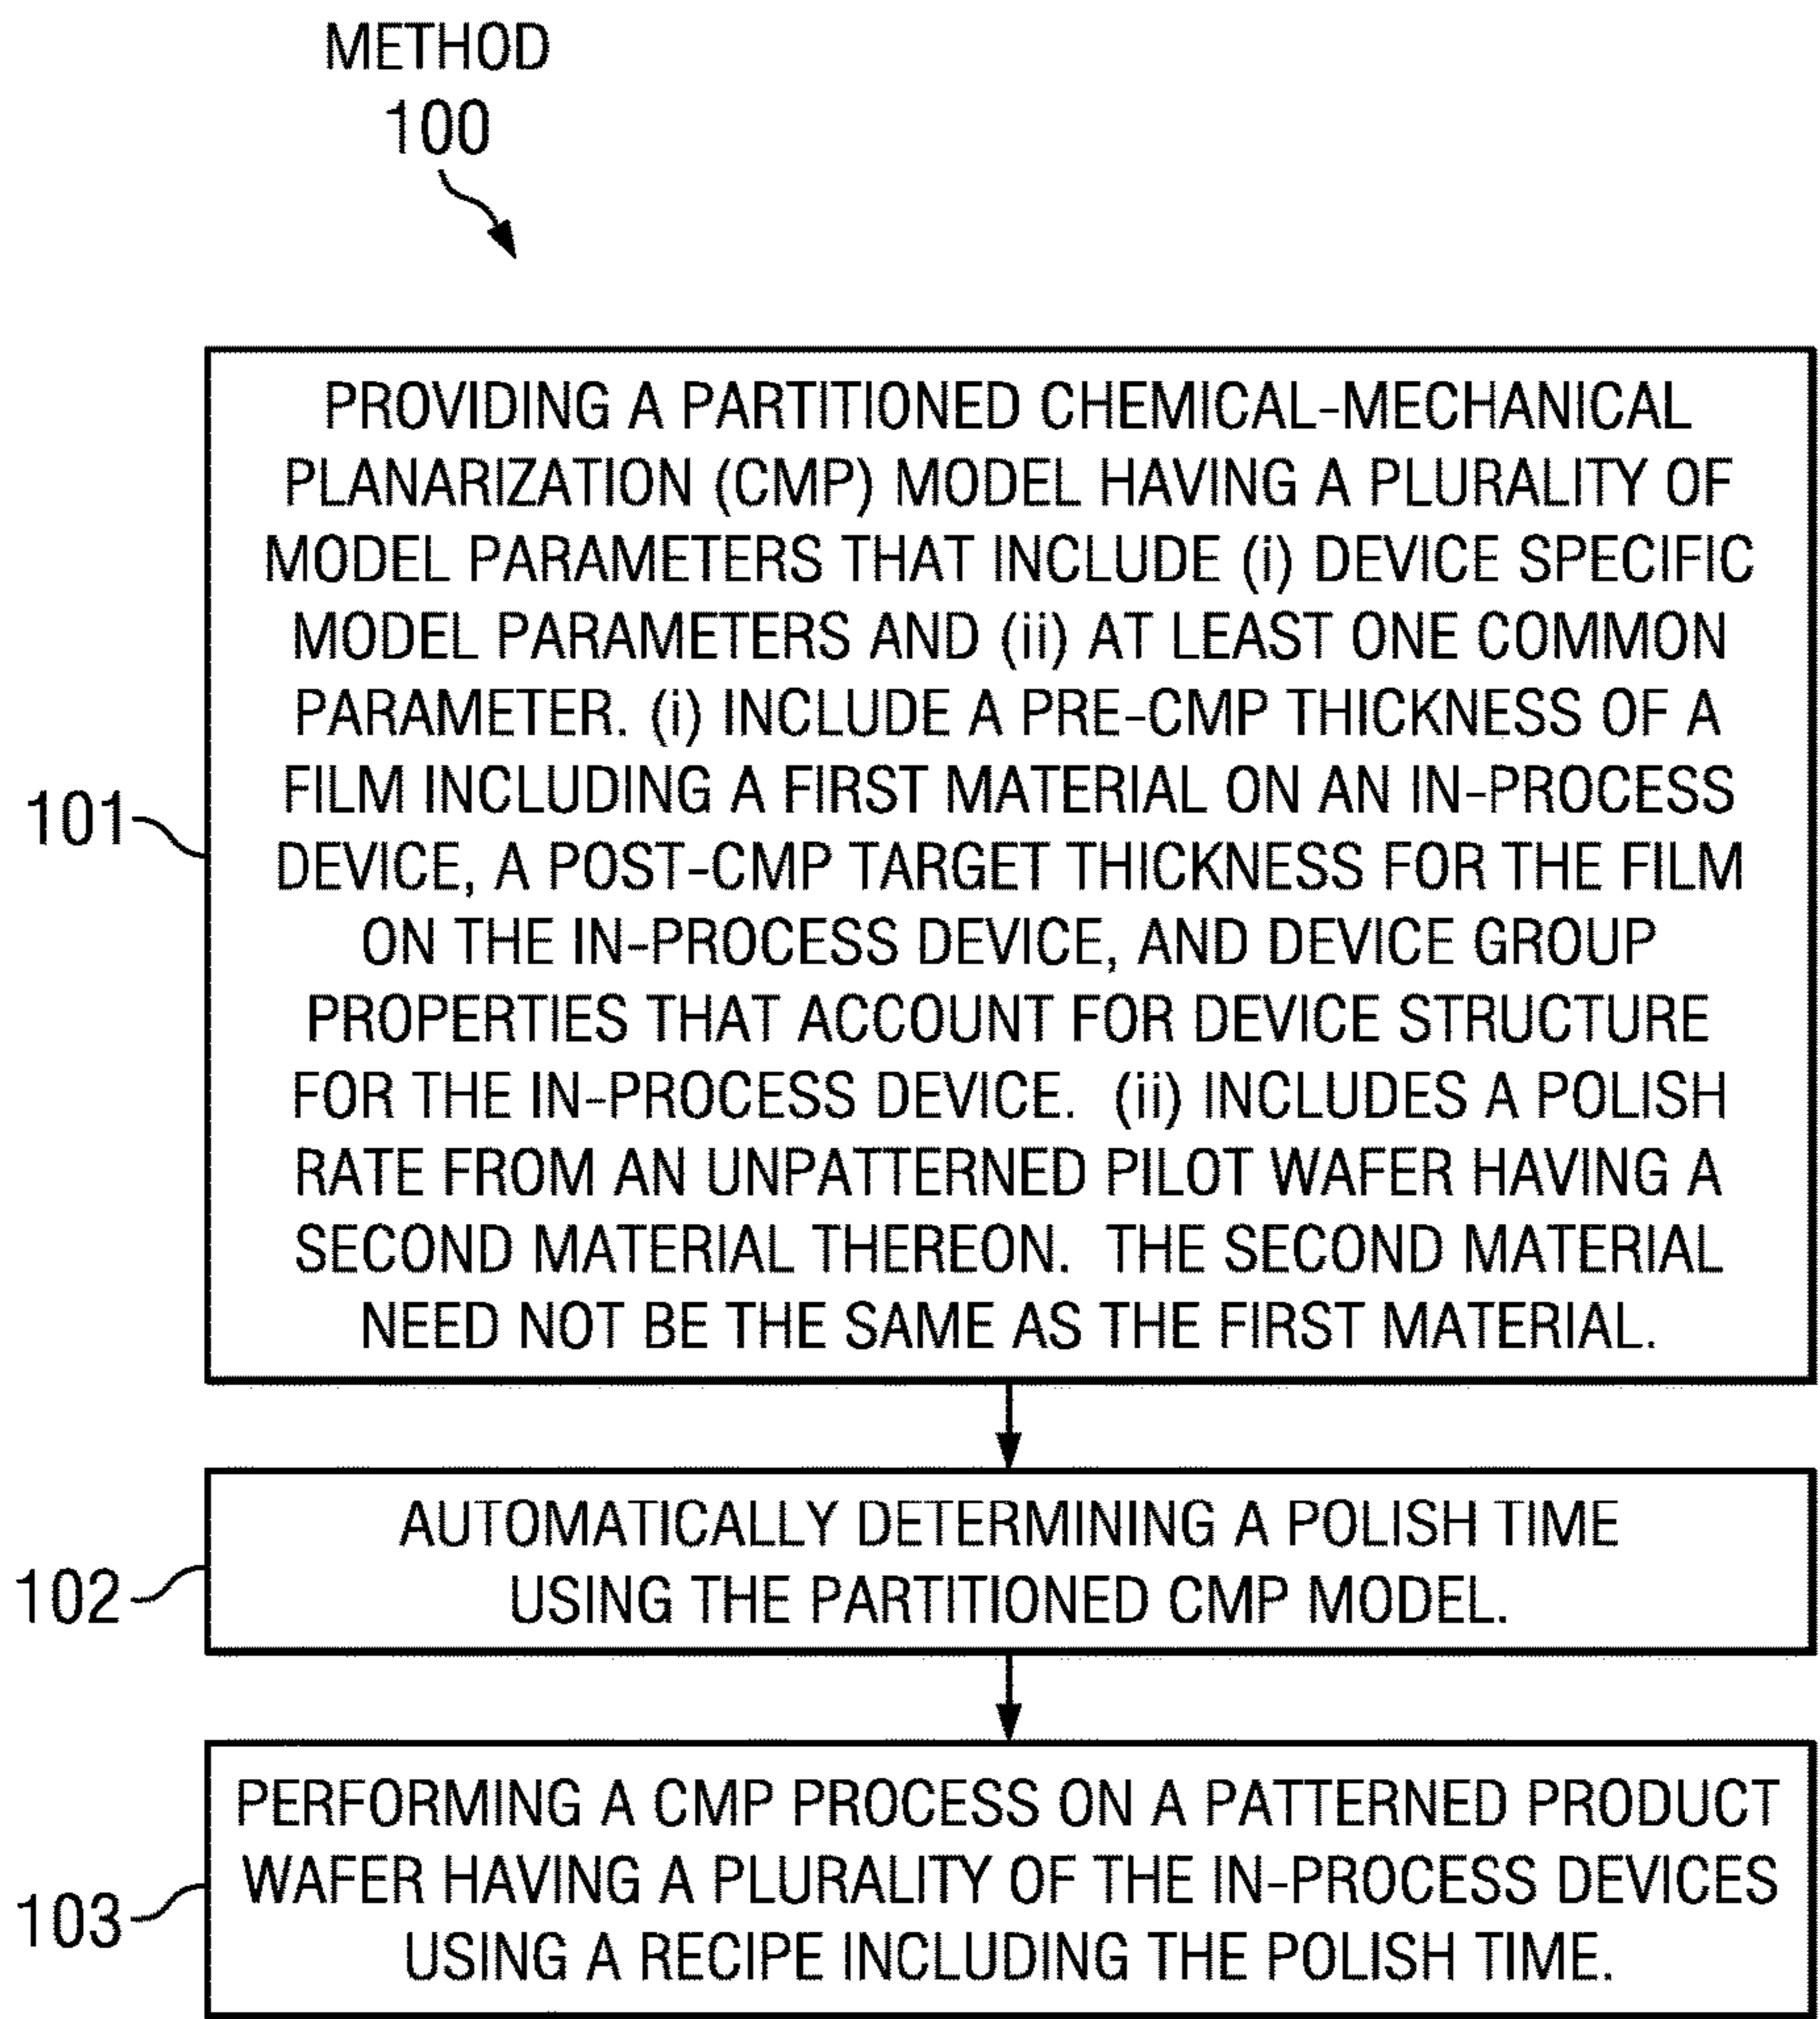 METHOD
100
PROVIDING A PARTITIONED CHEMICAL-MECHANICAL
PLANARIZATION (CMP) MODEL HAVING A PLURALITY OF
MODEL PARAMETERS THAT INCLUDE (i) DEVICE SPECIFIC
MODEL PARAMETERS AND (ii) AT LEAST ONE COMMON
PARAMETER. (i) INCLUDE A PRE-CMP THICKNESS OF A
FILM INCLUDING A FIRST MATERIAL ON AN IN-PROCESS
DEVICE, A POST-CMP TARGET THICKNESS FOR THE FILM
ON THE IN-PROCESS DEVICE, AND DEVICE GROUP
PROPERTIES THAT ACCOUNT FOR DEVICE STRUCTURE
FOR THE IN-PROCESS DEVICE. (ii) INCLUDES A POLISH
RATE FROM AN UNPATTERNED PILOT WAFER HAVING A
SECOND MATERIAL THEREON. THE SECOND MATERIAL
NEED NOT BE THE SAME AS THE FIRST MATERIAL.
101
AUTOMATICALLY DETERMINING A POLISH TIME
USING THE PARTITIONED CMP MODEL.
102
PERFORMING A CMP PROCESS ON A PATTERNED PRODUCT
WAFER HAVING A PLURALITY OF THE IN-PROCESS DEVICES
USING A RECIPE INCLUDING THE POLISH TIME.
103